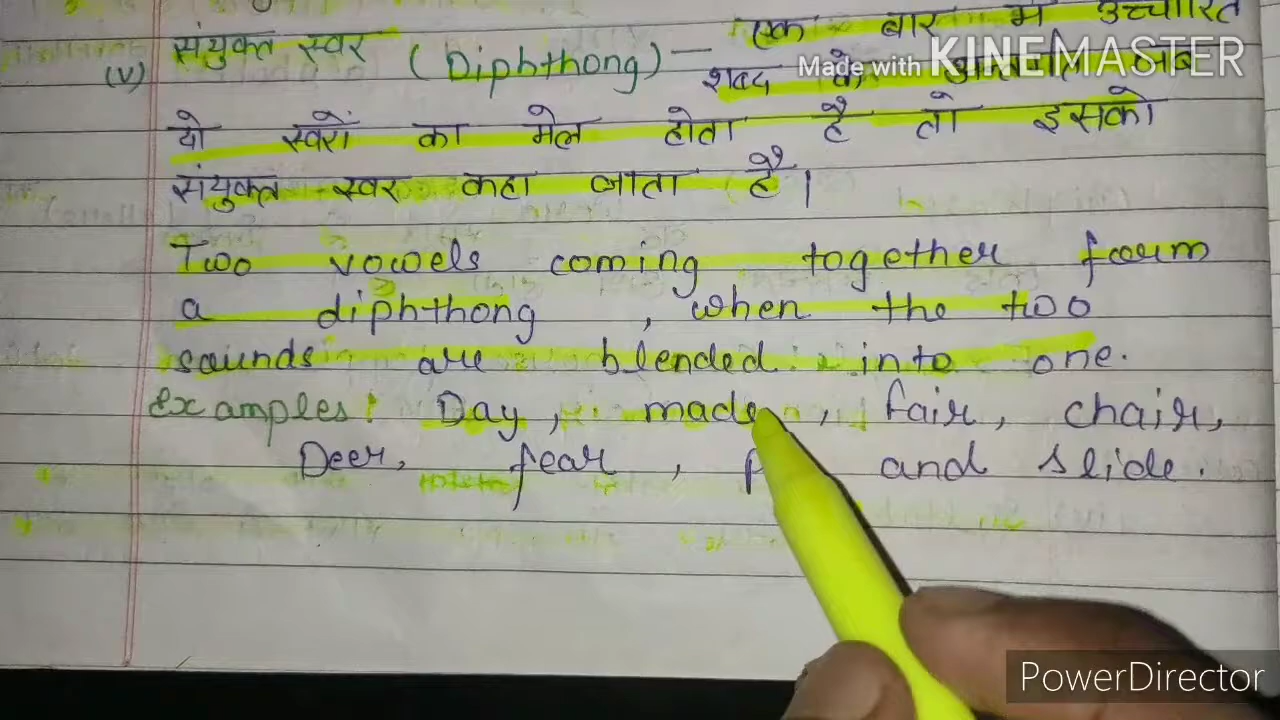 संयुक्त स्वर (Diphthong) — एक बार म उच्चारित
Made with KINEMASTER
(v) शब्द के जब
दो स्वरों का मेल होता है तो इसको
संयुक्त स्वर कहा जाता है।
Two vowels coming together form
a diphthong, when the two
sounds are blended into one.
Examples: Day, made, fair, chair,
Deer, fear, and slide.
PowerDirector